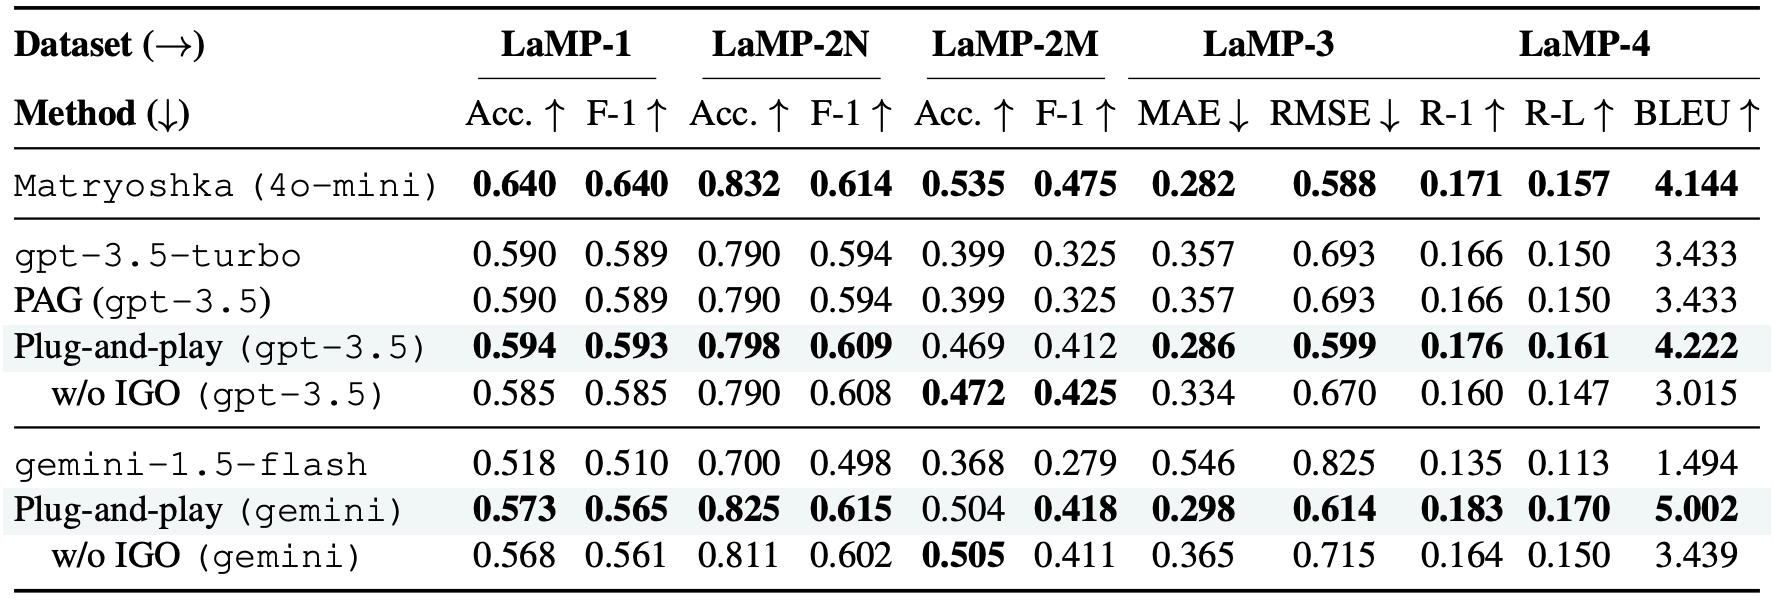 Dataset (→) LaMP-1 LaMP-2N LaMP-2M LaMP-3 LaMP-4
Method (↓) Acc. ↑ F-1 ↑ Acc. ↑ F-1 ↑ Acc. ↑ F-1 ↑ MAE ↓ RMSE ↓ R-1 ↑ R-L ↑ BLEU ↑
Matryoshka (4o-mini) 0.640 0.640 0.832 0.614 0.535 0.475 0.282 0.588 0.171 0.157 4.144
gpt-3.5-turbo 0.590 0.589 0.790 0.594 0.399 0.325 0.357 0.693 0.166 0.150 3.433
PAG (gpt-3.5) 0.590 0.589 0.790 0.594 0.399 0.325 0.357 0.693 0.166 0.150 3.433
Plug-and-play (gpt-3.5) 0.594 0.593 0.798 0.609 0.469 0.412 0.286 0.599 0.176 0.161 4.222
w/o IGO (gpt-3.5) 0.585 0.585 0.790 0.608 0.472 0.425 0.334 0.670 0.160 0.147 3.015
gemini-1.5-flash 0.518 0.510 0.700 0.498 0.368 0.279 0.546 0.825 0.135 0.113 1.494
Plug-and-play (gemini) 0.573 0.565 0.825 0.615 0.504 0.418 0.298 0.614 0.183 0.170 5.002
w/o IGO (gemini) 0.568 0.561 0.811 0.602 0.505 0.411 0.365 0.715 0.164 0.150 3.439